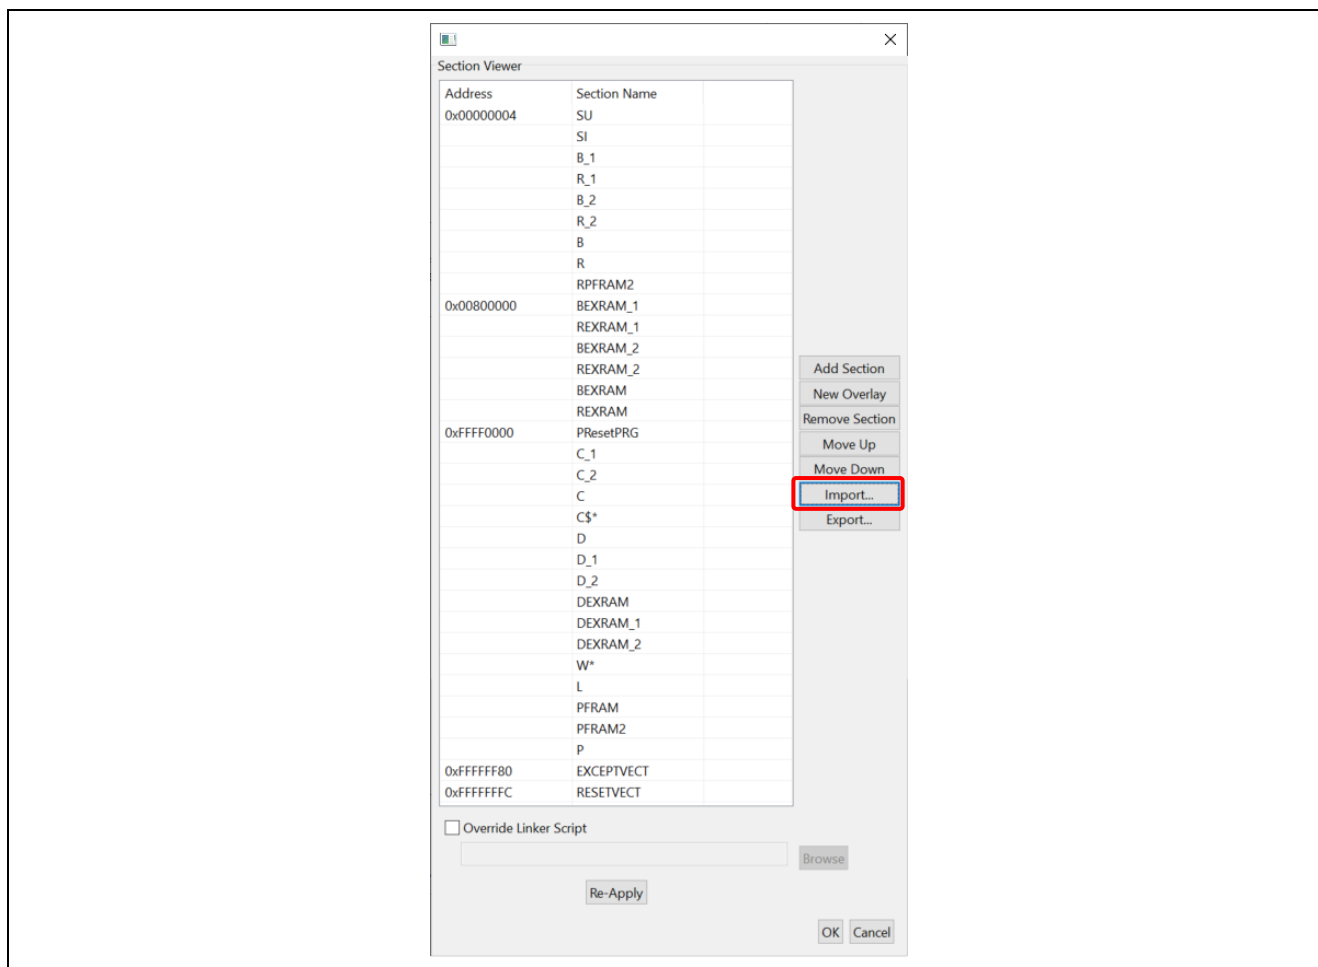 Section Viewer
Address Section Name
0x00000004 SU
SI
B_1
R_1
B_2
R_2
B
R
RPFRAM2
0x00800000 BEXRAM_1
REXRAM_1
BEXRAM_2
REXRAM_2
BEXRAM
REXRAM
0xFFFF0000 PResetPRG
C_1
C_2
C
C$*
D
D_1
D_2
DEXRAM
DEXRAM_1
DEXRAM_2
W*
L
PFRAM
PFRAM2
P
0xFFFFFF80 EXCEPTVECT
0xFFFFFFFC RESETVECT
Add Section
New Overlay
Remove Section
Move Up
Move Down
Import...
Export...
Override Linker Script
Browse
Re-Apply
OK Cancel